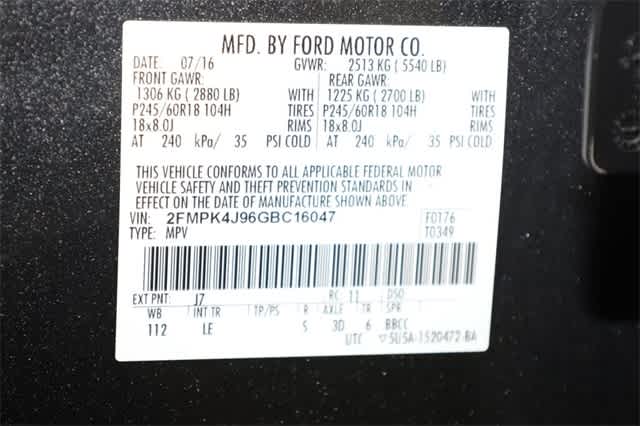 MFD. BY FORD MOTOR CO.
DATE: 07/16 GVWR: 2513 KG ( 5540 LB)
FRONT GAWR: REAR GAWR:
1306 KG ( 2880 LB) WITH 1225 KG ( 2700 LB) WITH
P245/60R18 104H TIRES P245/60R18 104H TIRES
18x8.0J RIMS 18x8.0J RIMS
AT 240 kPa/ 35 PSI COLD AT 240 kPa/ 35 PSI COLD
THIS VEHICLE CONFORMS TO ALL APPLICABLE FEDERAL MOTOR
VEHICLE SAFETY AND THEFT PREVENTION STANDARDS IN
EFFECT ON THE DATE OF MANUFACTURE SHOWN ABOVE.
VIN: 2FMPK4J96GBC16047 F0176
TYPE: MPV T0349
EXT PNT: J7 RC: 11 DSO
WB INT TR TP/PS R AXLE TR SPR
112 LE S 3D 6 BBCC
UTC